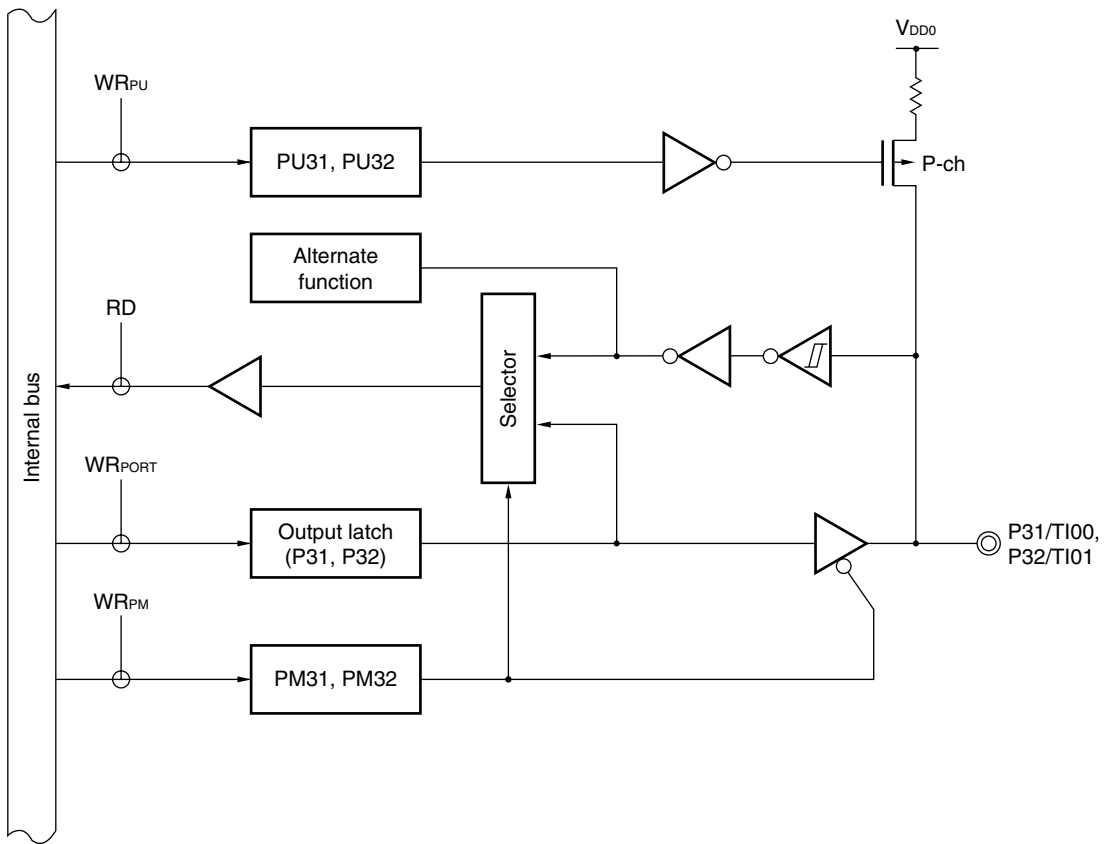 VDD0
WRPU
PU31, PU32
P-ch
Alternate
function
RD
Selector
Internal bus
WRPORT
Output latch
(P31, P32)
P31/TI00,
P32/TI01
WRPM
PM31, PM32